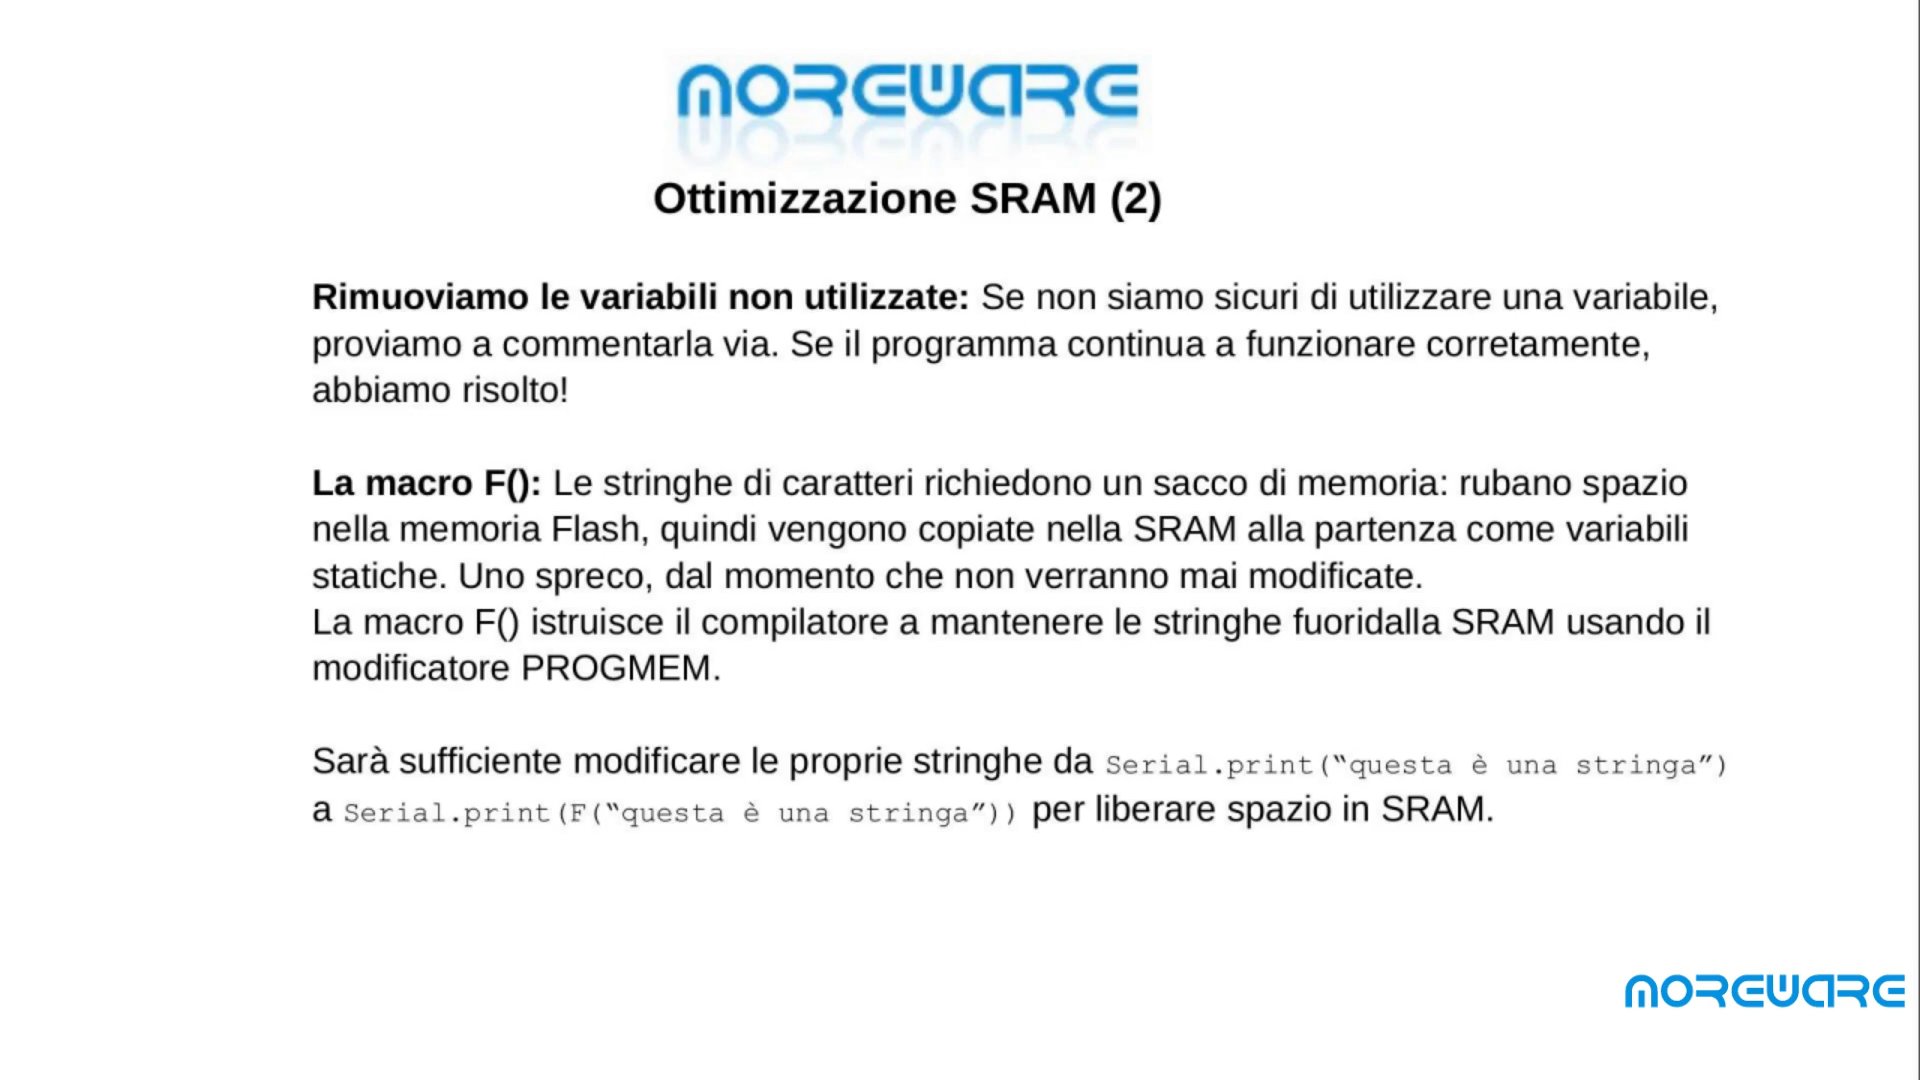 MOREWARE
Ottimizzazione SRAM (2)
Rimuoviamo le variabili non utilizzate: Se non siamo sicuri di utilizzare una variabile,
proviamo a commentarla via. Se il programma continua a funzionare corretamente,
abbiamo risolto!
La macro F(): Le stringhe di caratteri richiedono un sacco di memoria: rubano spazio
nella memoria Flash, quindi vengono copiate nella SRAM alla partenza come variabili
statiche. Uno spreco, dal momento che non verranno mai modificate.
La macro F() istruisce il compilatore a mantenere le stringhe fuoridalla SRAM usando il
modificatore PROGMEM.
Sarà sufficiente modificare le proprie stringhe da Serial.print(“questa è una stringa”)
a Serial.print(F(“questa è una stringa”)) per liberare spazio in SRAM.
MOREWARE